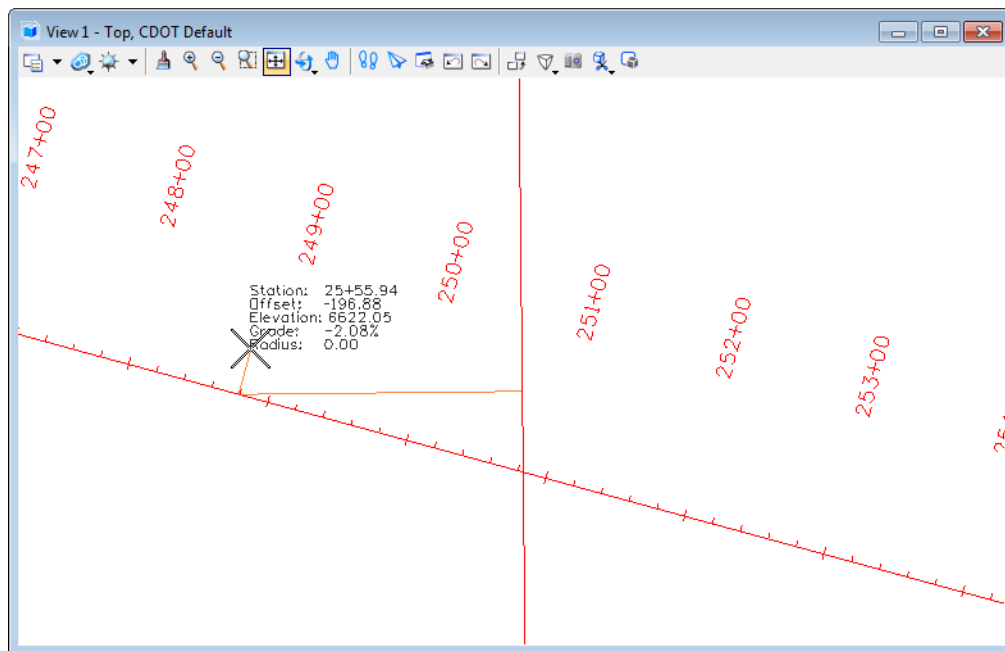 View 1 - Top, CDOT Default
247+00
248+00
249+00
250+00
251+00
252+00
253+00
Station: 25+55.94
Offset: -196.88
Elevation: 6622.05
Grade: -2.08%
Radius: 0.00